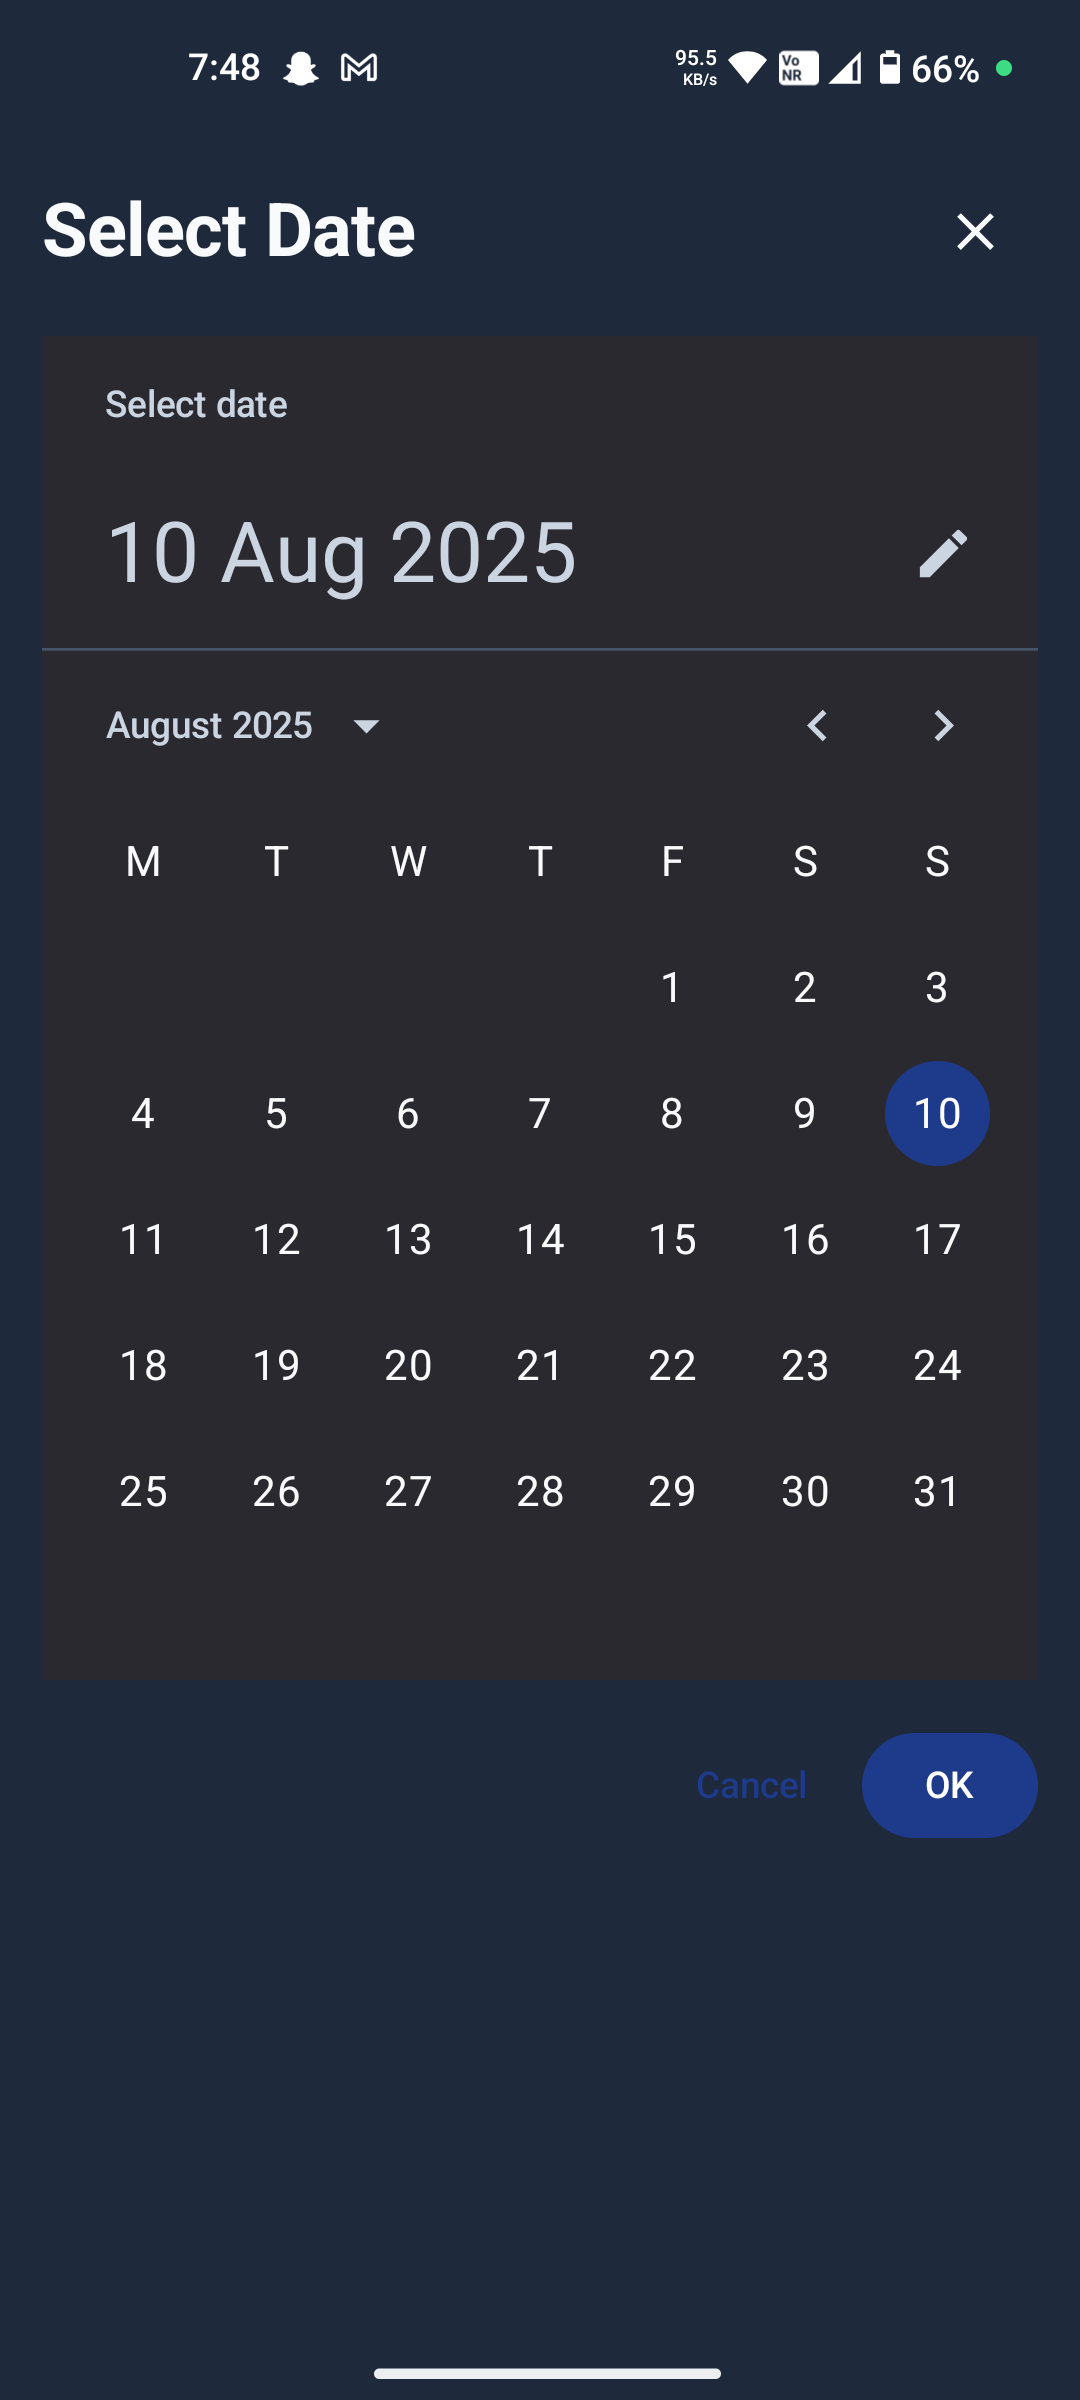 7:48 95.5 KB/s Vo NR 66%
Select Date
Select date
10 Aug 2025
August 2025
M T W T F S S
1 2 3
4 5 6 7 8 9 10
11 12 13 14 15 16 17
18 19 20 21 22 23 24
25 26 27 28 29 30 31
Cancel OK